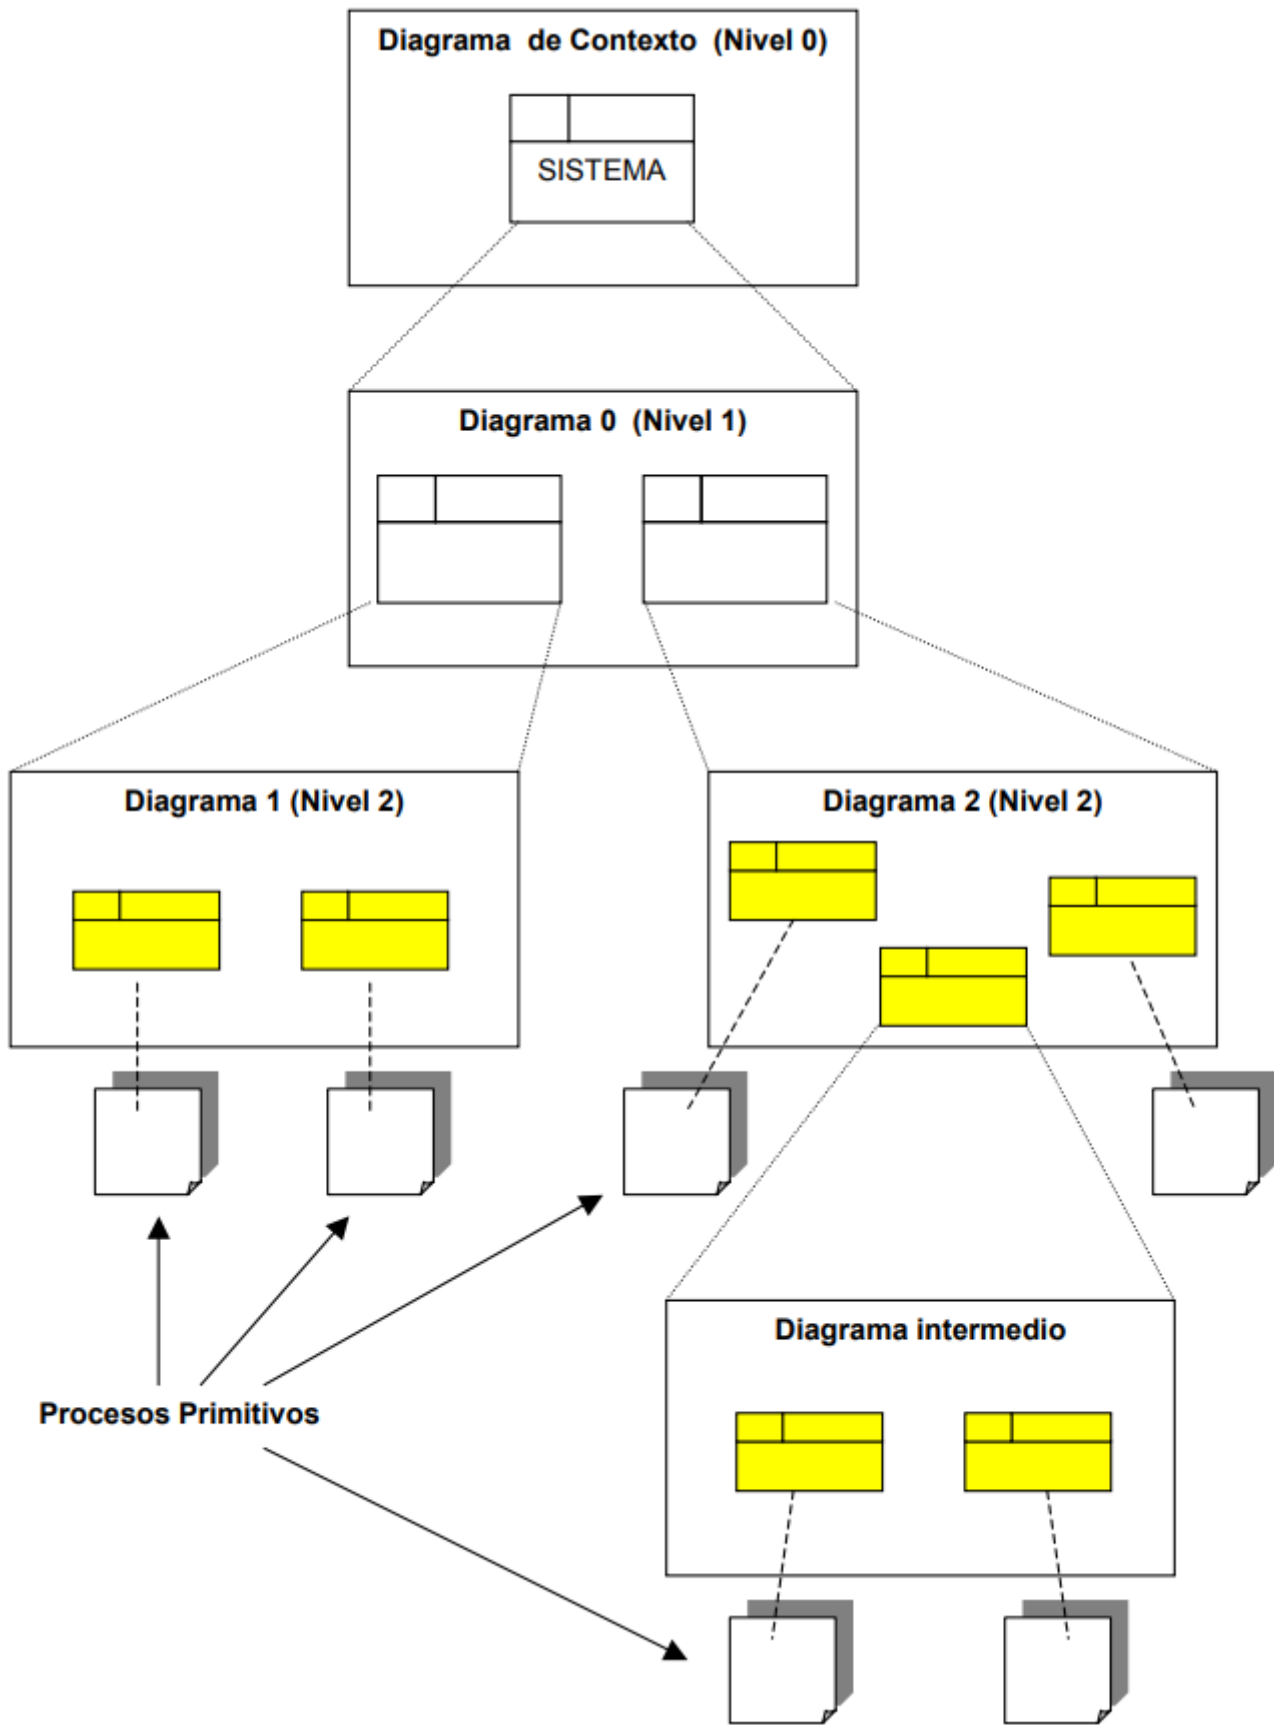 Diagrama de Contexto (Nivel 0)
SISTEMA
Diagrama 0 (Nivel 1)
Diagrama 1 (Nivel 2)
Diagrama 2 (Nivel 2)
Diagrama intermedio
Procesos Primitivos